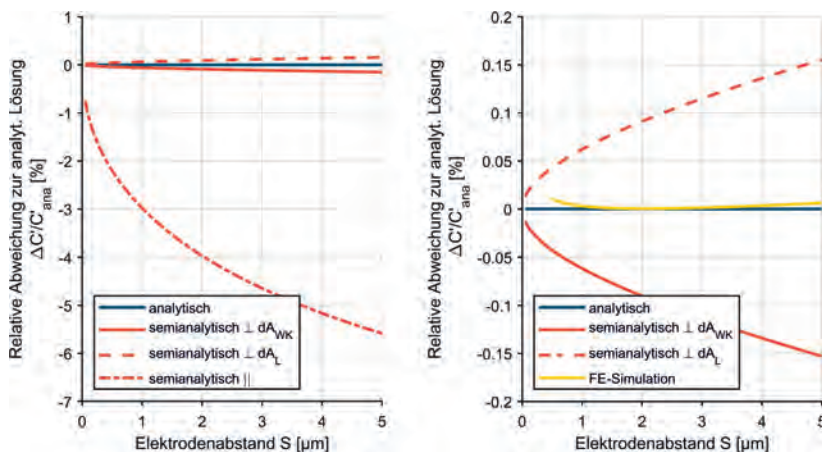 Relative Abweichung zur analyt. Lösung
ΔC'/C'ana [%]
1
0
-1
-2
-3
-4
-5
-6
-7
analytisch
semianalytisch ⊥ dA_WK
semianalytisch ⊥ dA_L
semianalytisch ||
0 1 2 3 4 5
Elektrodenabstand S [µm]
Relative Abweichung zur analyt. Lösung
ΔC'/C'ana [%]
0.2
0.15
0.1
0.05
0
-0.05
-0.1
-0.15
-0.2
analytisch
semianalytisch ⊥ dA_WK
semianalytisch ⊥ dA_L
FE-Simulation
0 1 2 3 4 5
Elektrodenabstand S [µm]